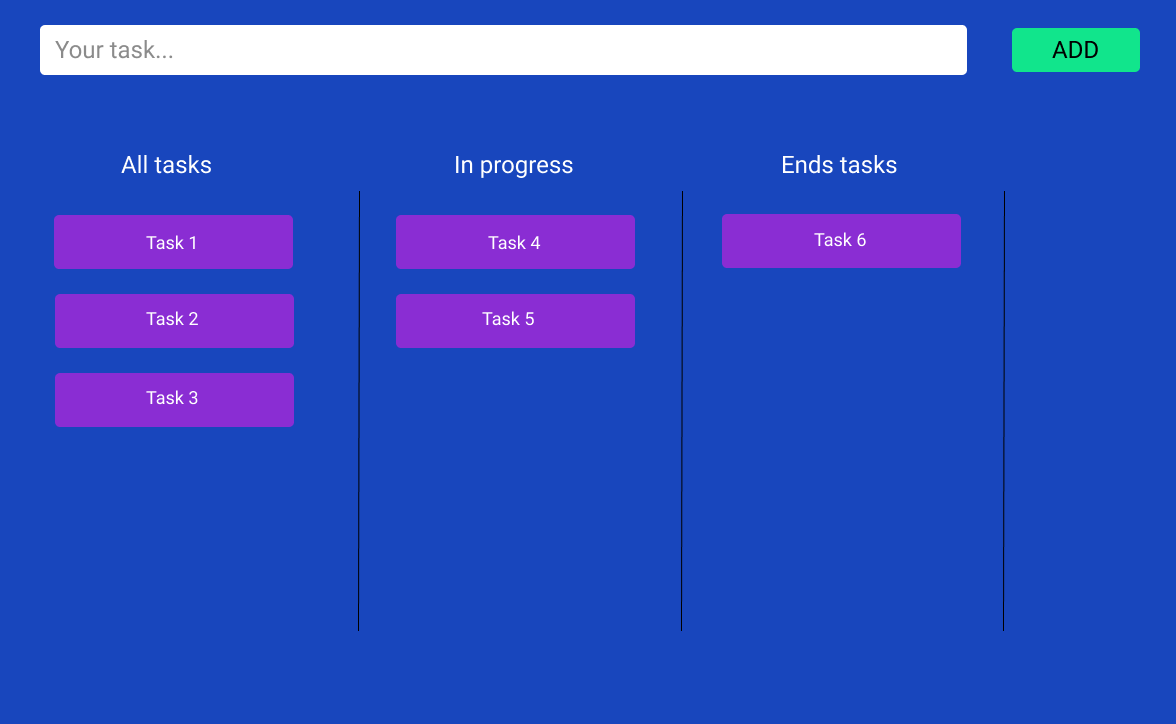 Your task...
ADD
All tasks
In progress
Ends tasks
Task 1
Task 4
Task 6
Task 2
Task 5
Task 3